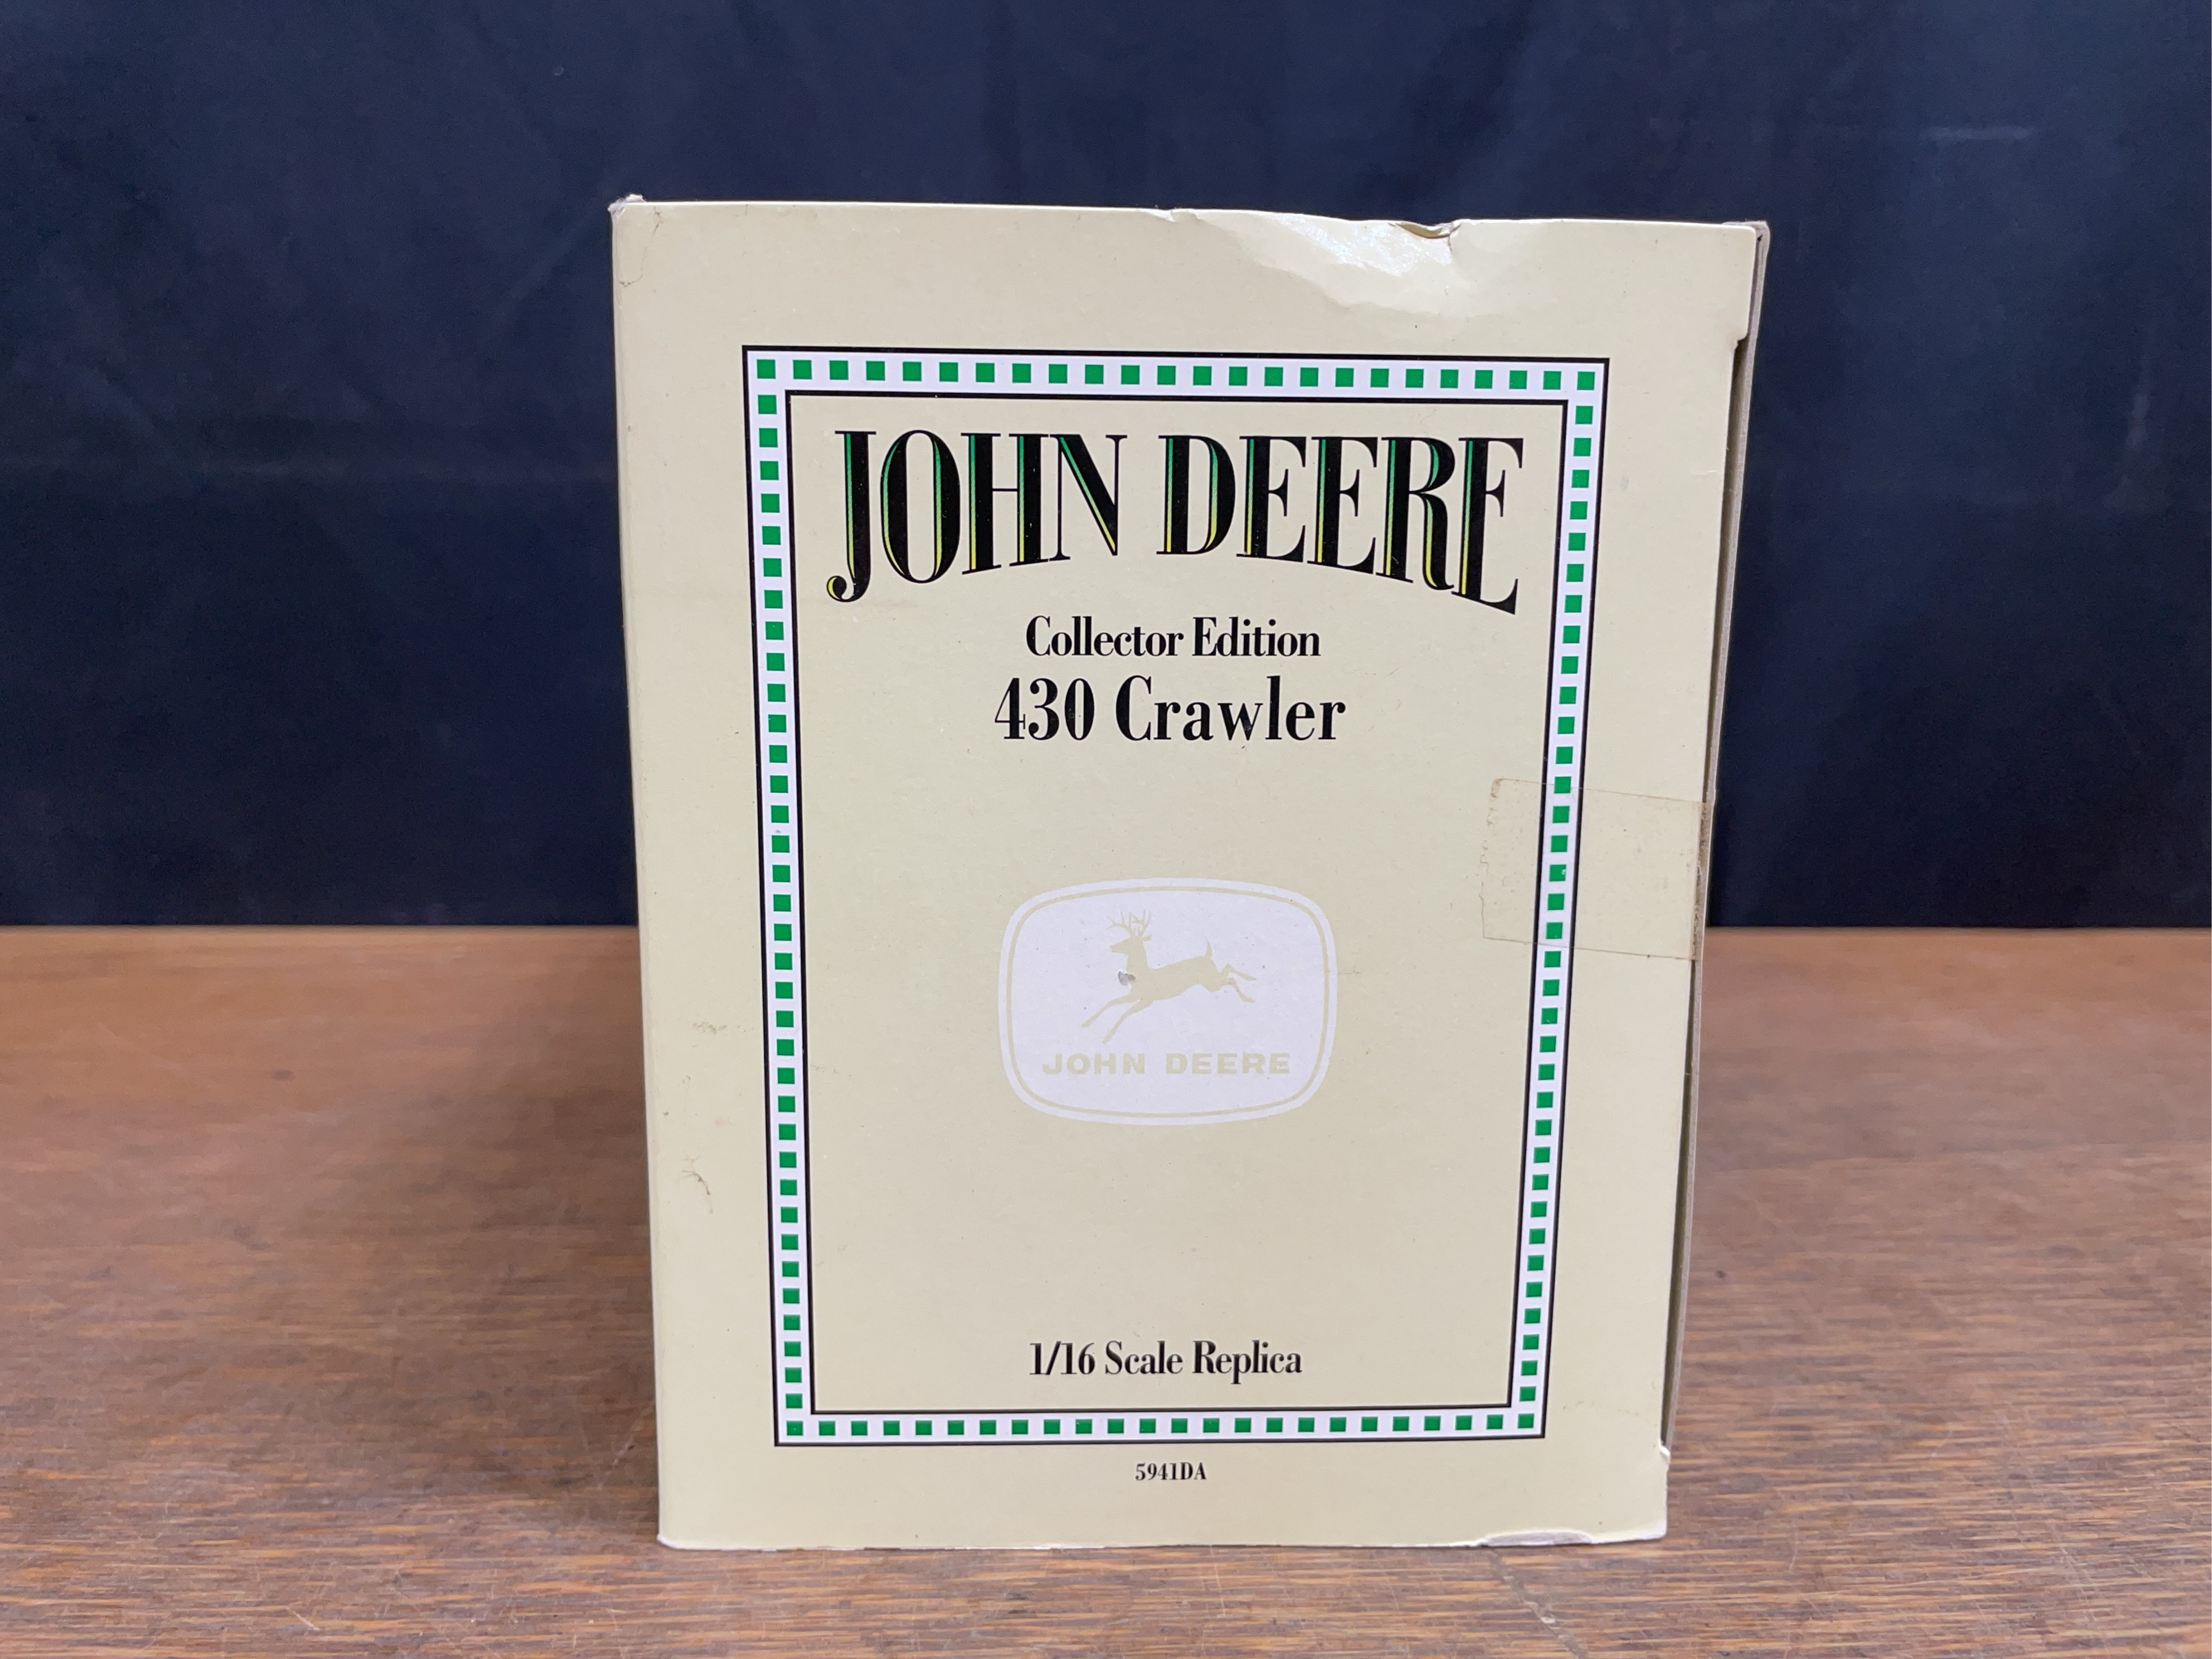 JOHN DEERE
Collector Edition
430 Crawler
JOHN DEERE
1/16 Scale Replica
5941DA